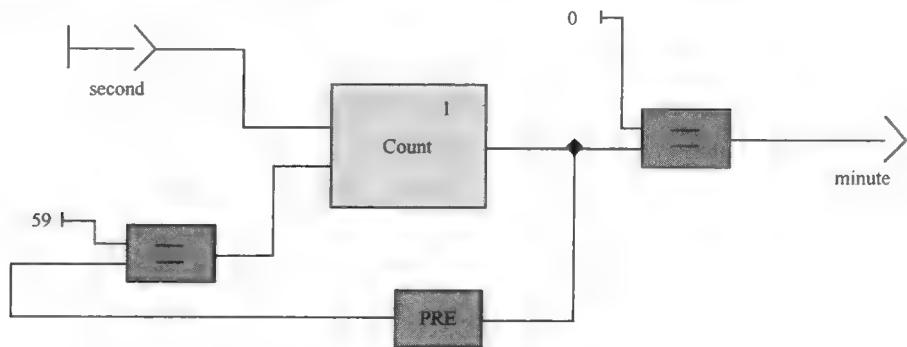 0
second
1
Count
=
minute
59
=
PRE